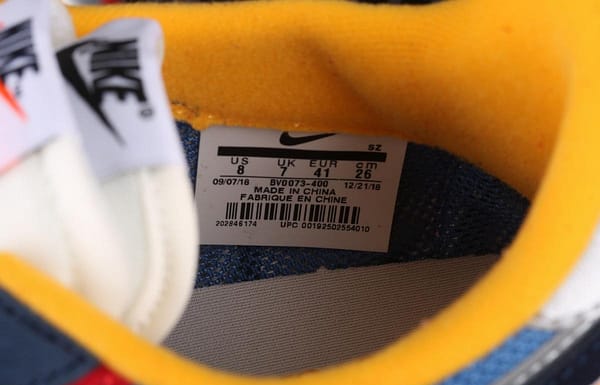 NIKE
NIKE
SZ
US UK EUR cm
8 7 41 26
09/07/18 BV0073-400 12/21/18
MADE IN CHINA
FABRIQUE EN CHINE
202846174 UPC 00192502554010